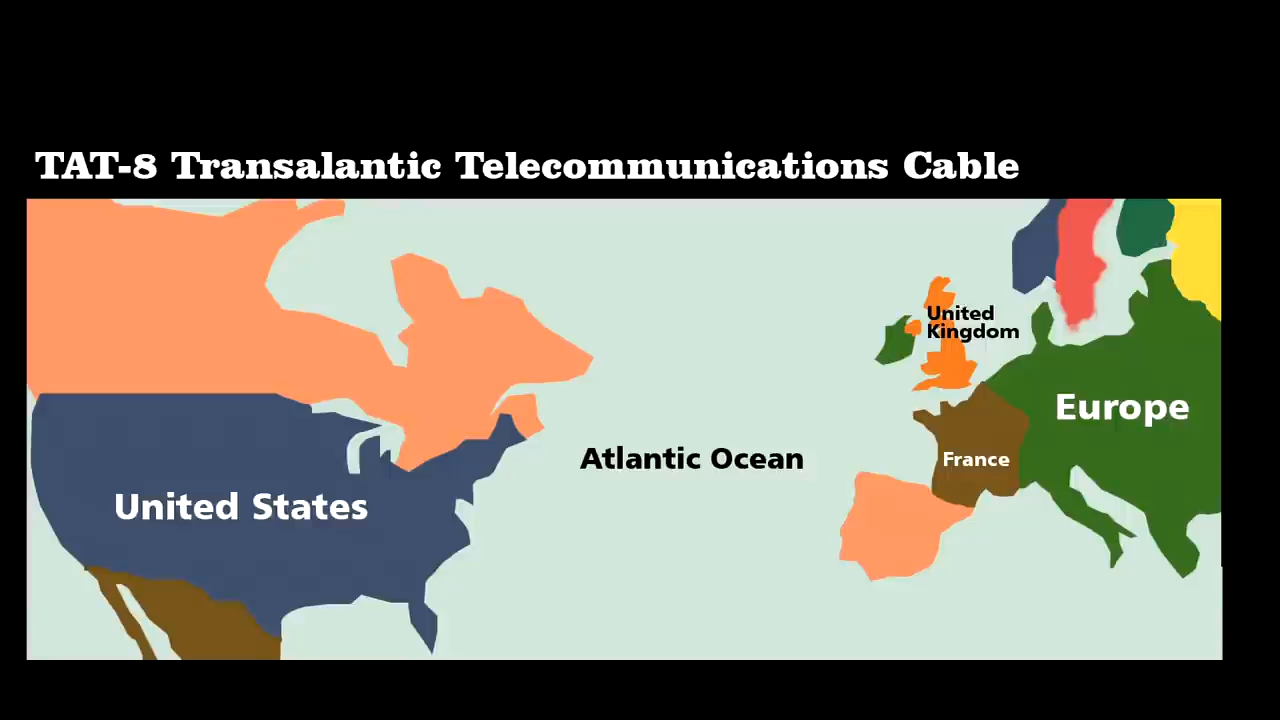 TAT-8 Transalantic Telecommunications Cable
United
Kingdom
Europe
Atlantic Ocean
France
United States